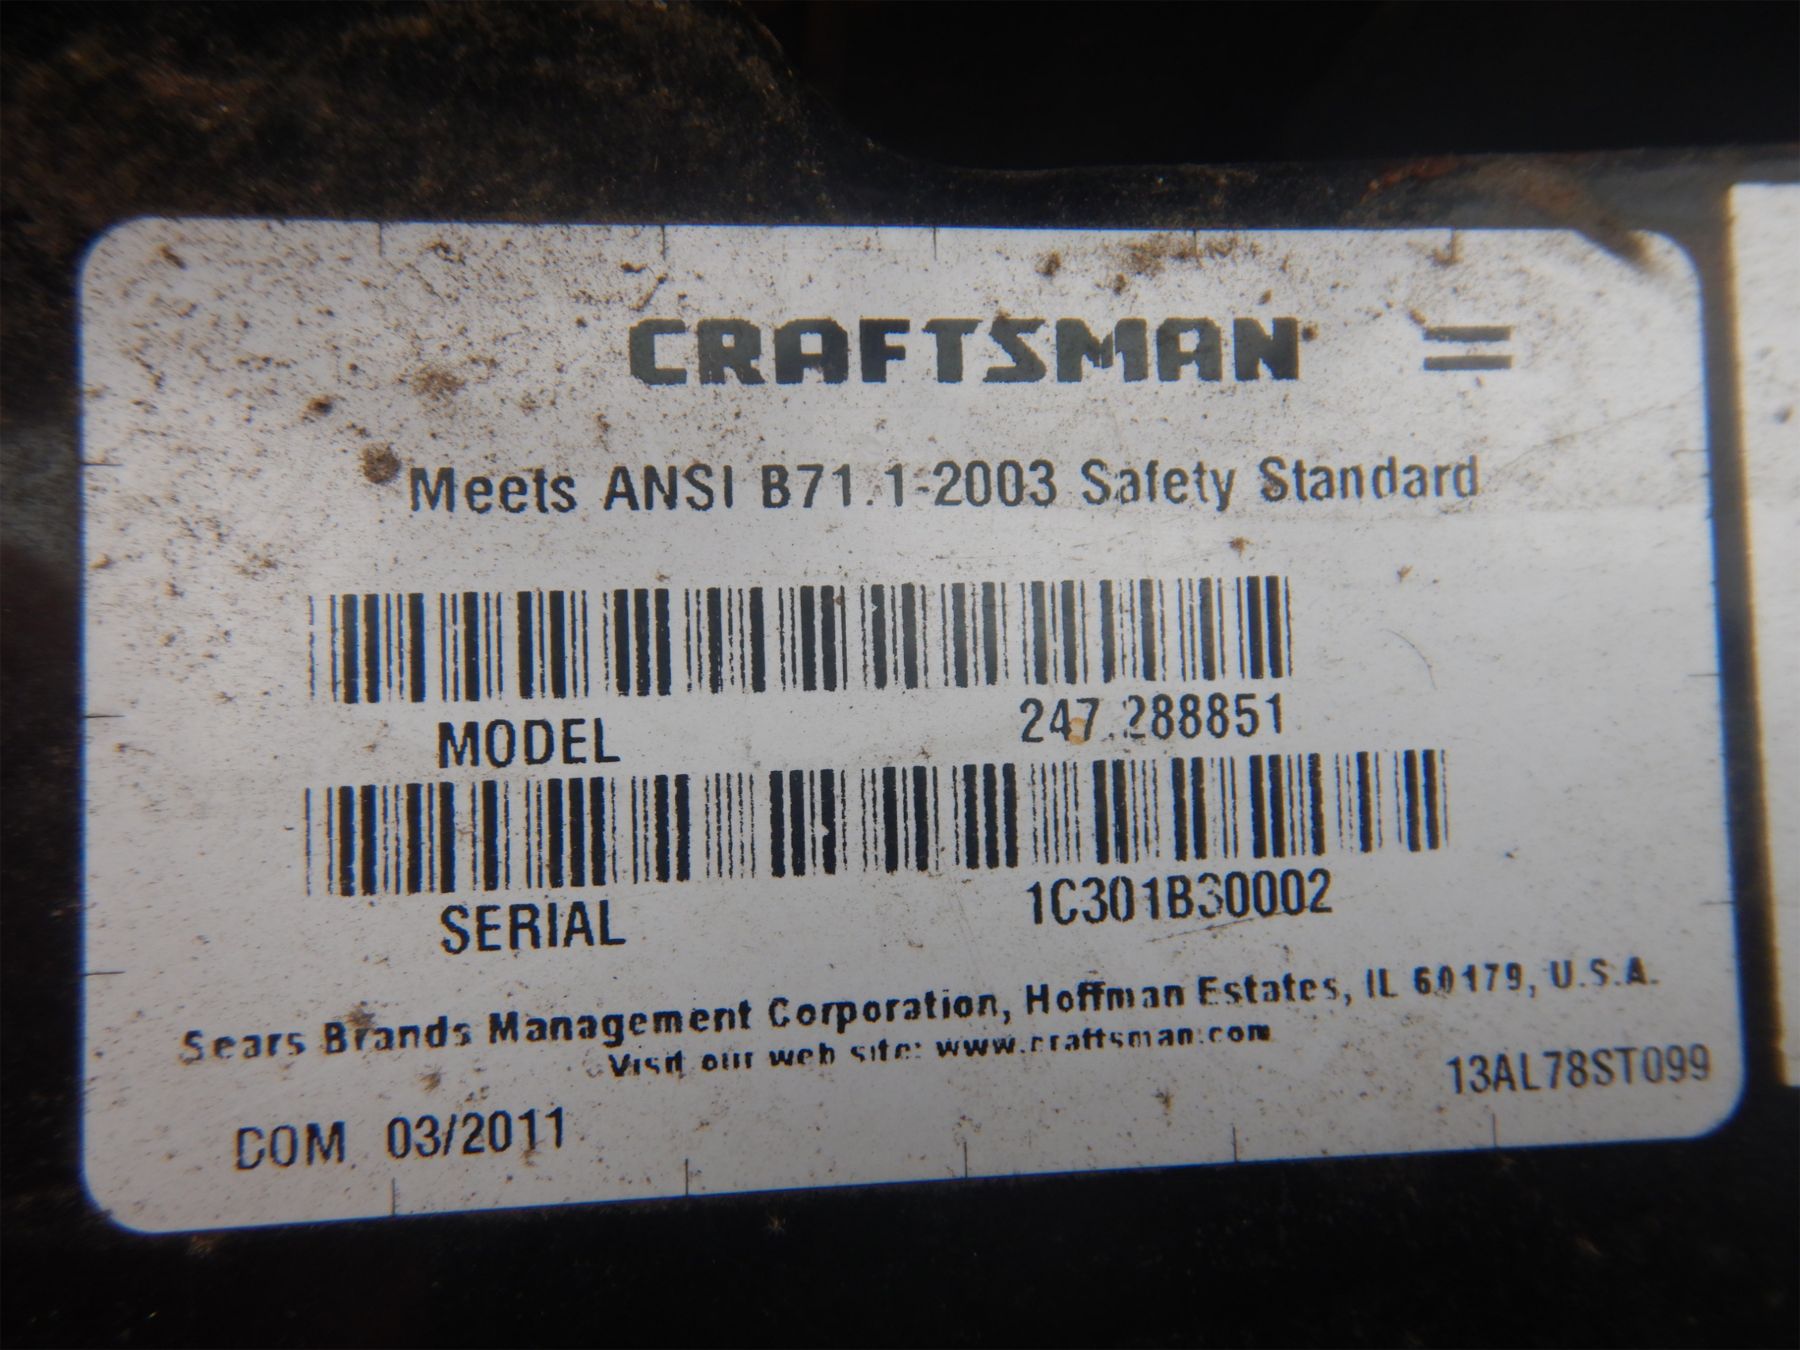 CRAFTSMAN =
Meets ANSI B71.1-2003 Safety Standard
MODEL 247.288851
SERIAL 1C301B30002
Sears Brands Management Corporation, Hoffman Estates, IL 60179, U.S.A.
Visit our web site: www.craftsman.com
13AL78ST099
DOM 03/2011